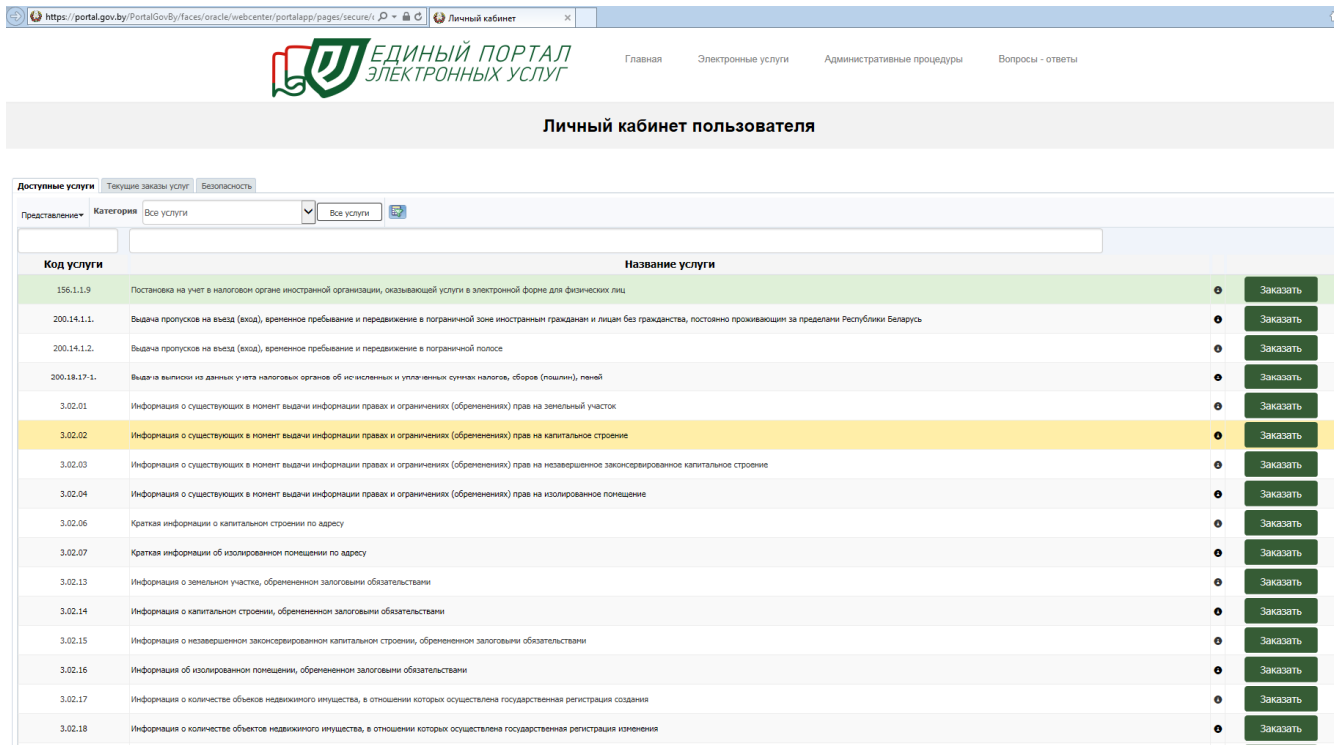 https://portal.gov.by/PortalGovBy/faces/oracle/webcenter/portalapp/pages/secure/ Личный кабинет
ЕДИНЫЙ ПОРТАЛ
ЭЛЕКТРОННЫХ УСЛУГ
Главная Электронные услуги Административные процедуры Вопросы - ответы
Личный кабинет пользователя
Доступные услуги Текущие заказы услуг Безопасность
Представление Категория Все услуги Все услуги
Код услуги Название услуги
156.1.1.9 Постановка на учет в налоговом органе иностранной организации, оказывающей услуги в электронной форме для физических лиц Заказать
200.14.1.1. Выдача пропусков на въезд (вход), временное пребывание и передвижение в пограничной зоне иностранным гражданам и лицам без гражданства, постоянно проживающим за пределами Республики Беларусь Заказать
200.14.1.2. Выдача пропусков на въезд (вход), временное пребывание и передвижение в пограничной полосе Заказать
200.18.17-1. Выдача выписки из данных учета налоговых органов об исчисленных и уплаченных суммах налогов, сборов (пошлин), пеней Заказать
3.02.01 Информация о существующих в момент выдачи информации правах и ограничениях (обременениях) прав на земельный участок Заказать
3.02.02 Информация о существующих в момент выдачи информации правах и ограничениях (обременениях) прав на капитальное строение Заказать
3.02.03 Информация о существующих в момент выдачи информации правах и ограничениях (обременениях) прав на незавершенное законсервированное капитальное строение Заказать
3.02.04 Информация о существующих в момент выдачи информации правах и ограничениях (обременениях) прав на изолированное помещение Заказать
3.02.06 Краткая информации о капитальном строении по адресу Заказать
3.02.07 Краткая информации об изолированном помещении по адресу Заказать
3.02.13 Информация о земельном участке, обремененном залоговыми обязательствами Заказать
3.02.14 Информация о капитальном строении, обремененном залоговыми обязательствами Заказать
3.02.15 Информация о незавершенном законсервированном капитальном строении, обремененном залоговыми обязательствами Заказать
3.02.16 Информация об изолированном помещении, обремененном залоговыми обязательствами Заказать
3.02.17 Информация о количестве объеков недвижимого имущества, в отношении которых осуществлена государственная регистрация создания Заказать
3.02.18 Информация о количестве объектов недвижимого имущества, в отношении которых осуществлена государственная регистрация изменения Заказать